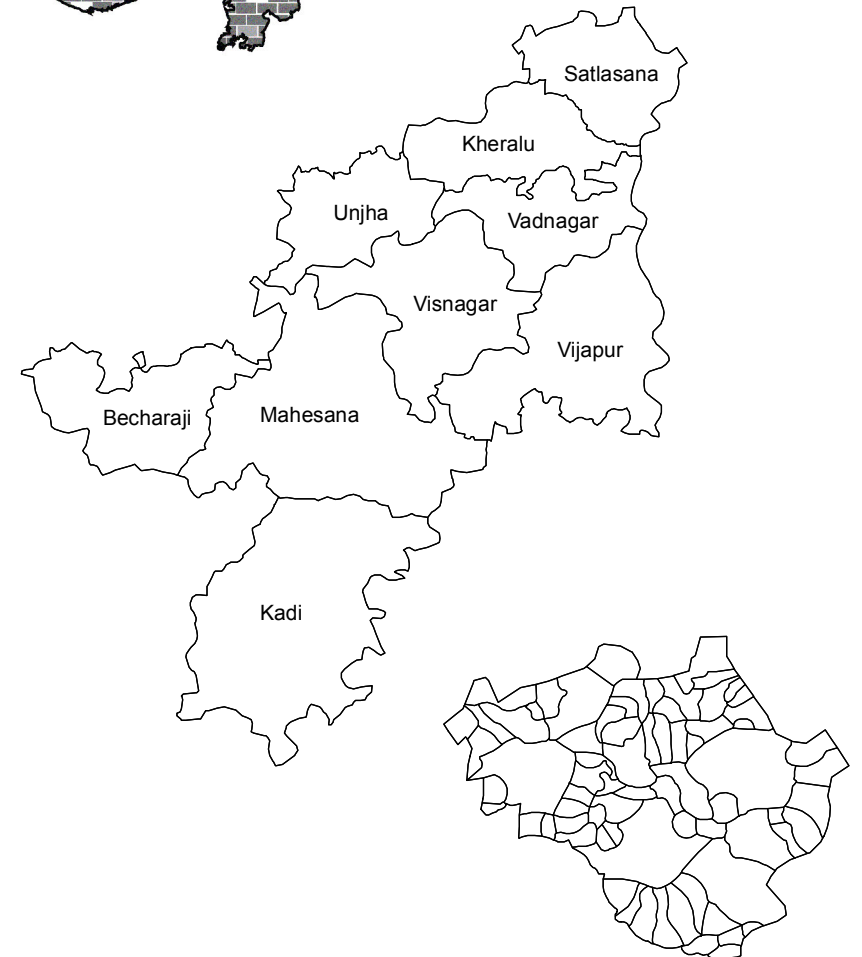 Satlasana
Kheralu
Unjha
Vadnagar
Visnagar
Vijapur
Becharaji
Mahesana
Kadi